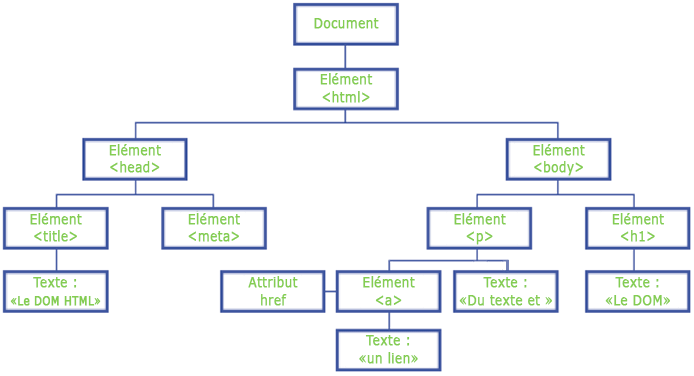 Document
Elément
<html>
Elément
<head>
Elément
<body>
Elément
<title>
Elément
<meta>
Elément
<p>
Elément
<h1>
Texte :
«Le DOM HTML»
Attribut
href
Elément
<a>
Texte :
«Du texte et »
Texte :
«Le DOM»
Texte :
«un lien»